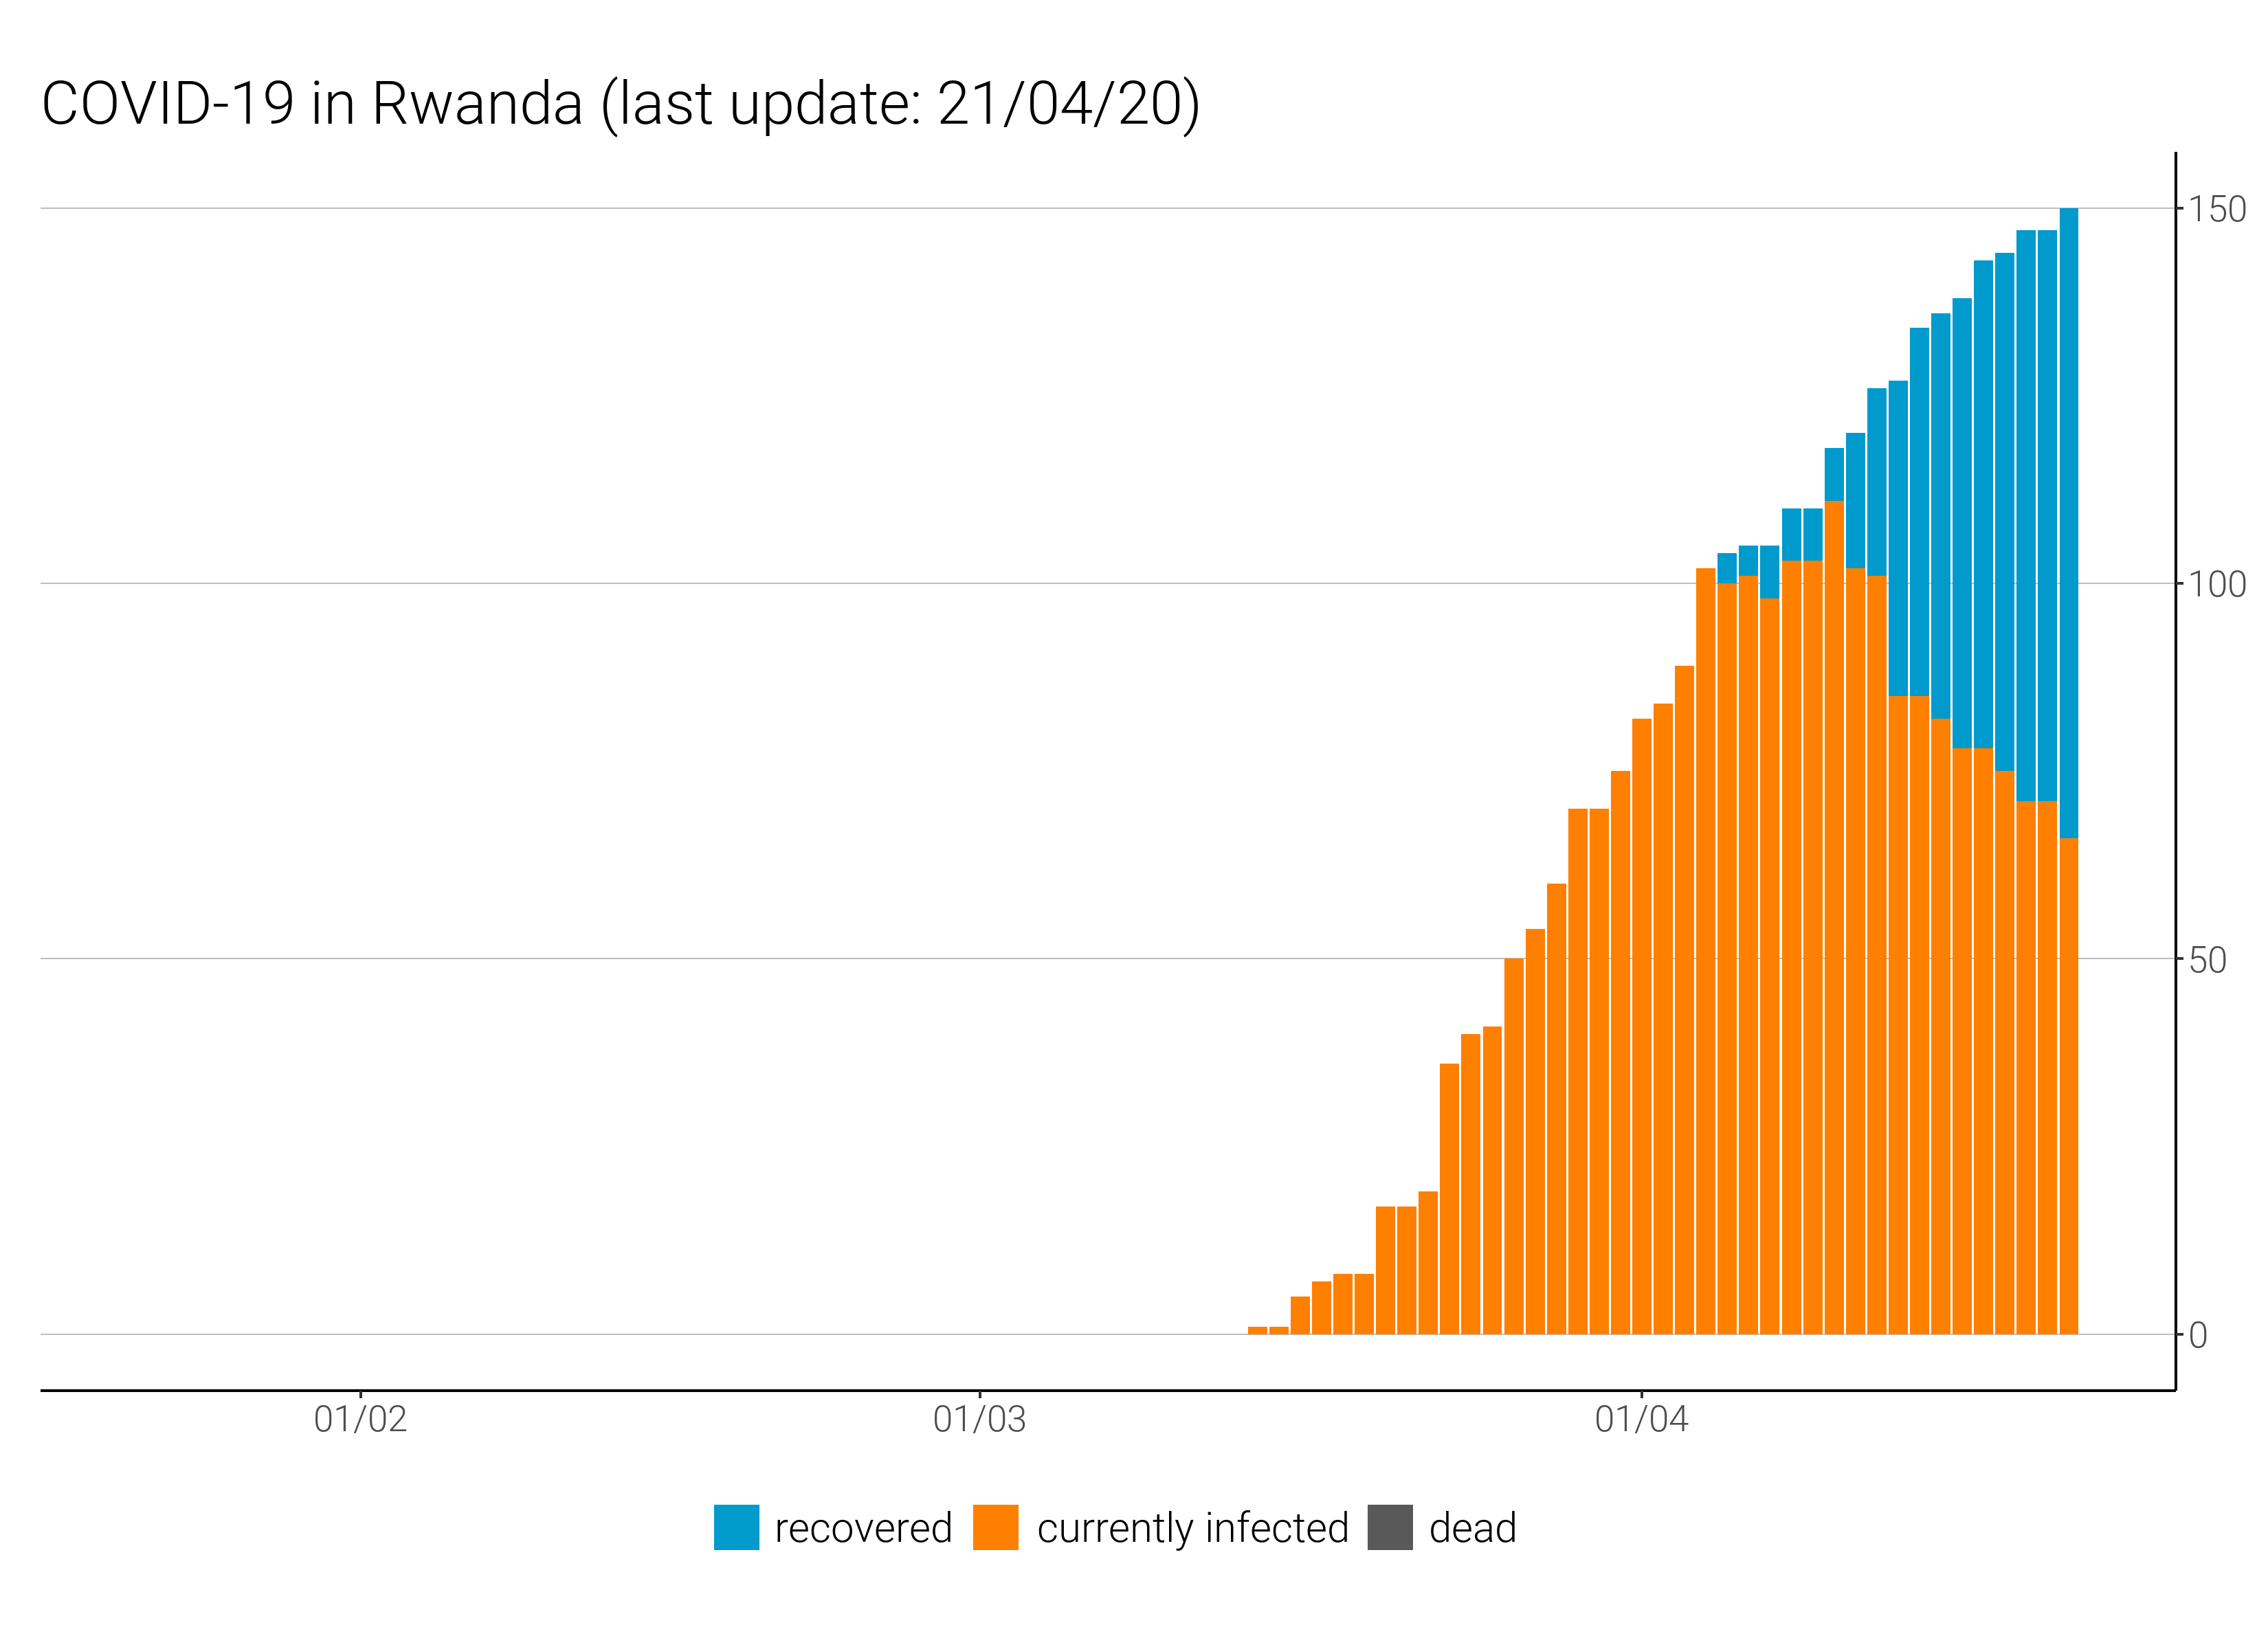 COVID-19 in Rwanda (last update: 21/04/20)
150
100
50
0
01/02 01/03 01/04
recovered currently infected dead